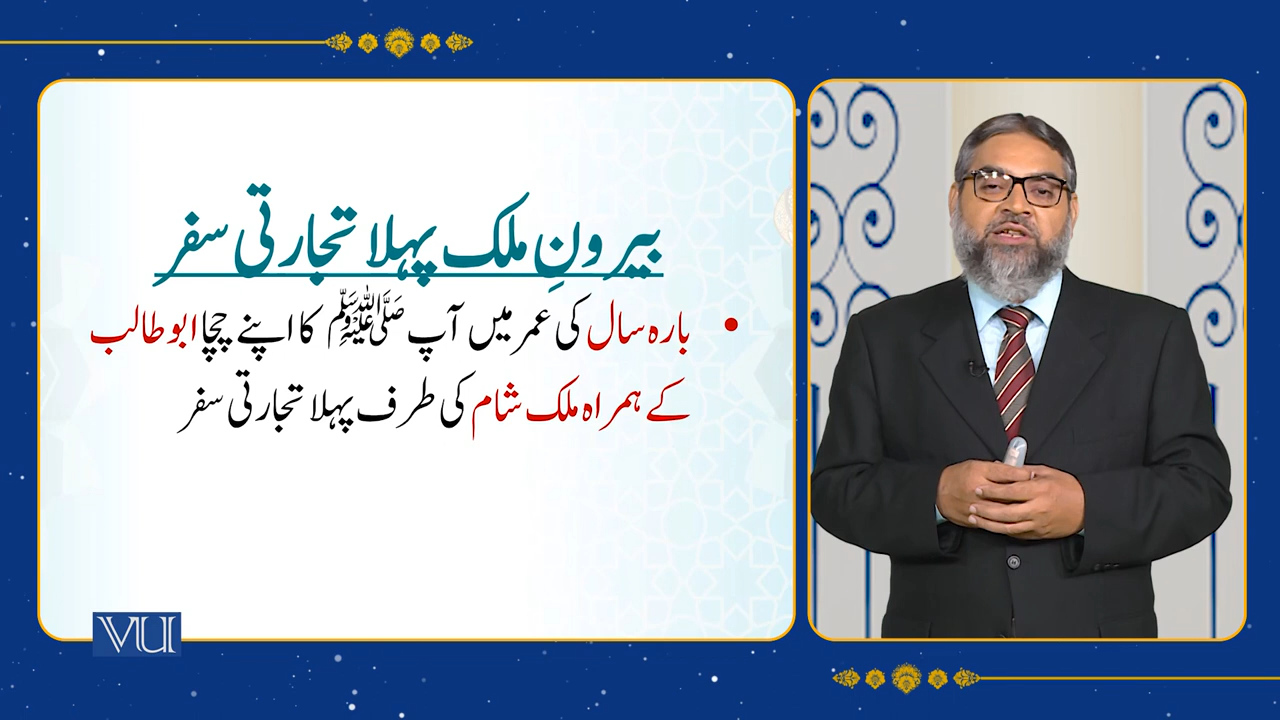 بیرونِ ملک پہلا تجارتی سفر
• بارہ سال کی عمر میں آپ ﷺ کا اپنے چچا ابو طالب
کے ہمراہ ملک شام کی طرف پہلا تجارتی سفر
VU